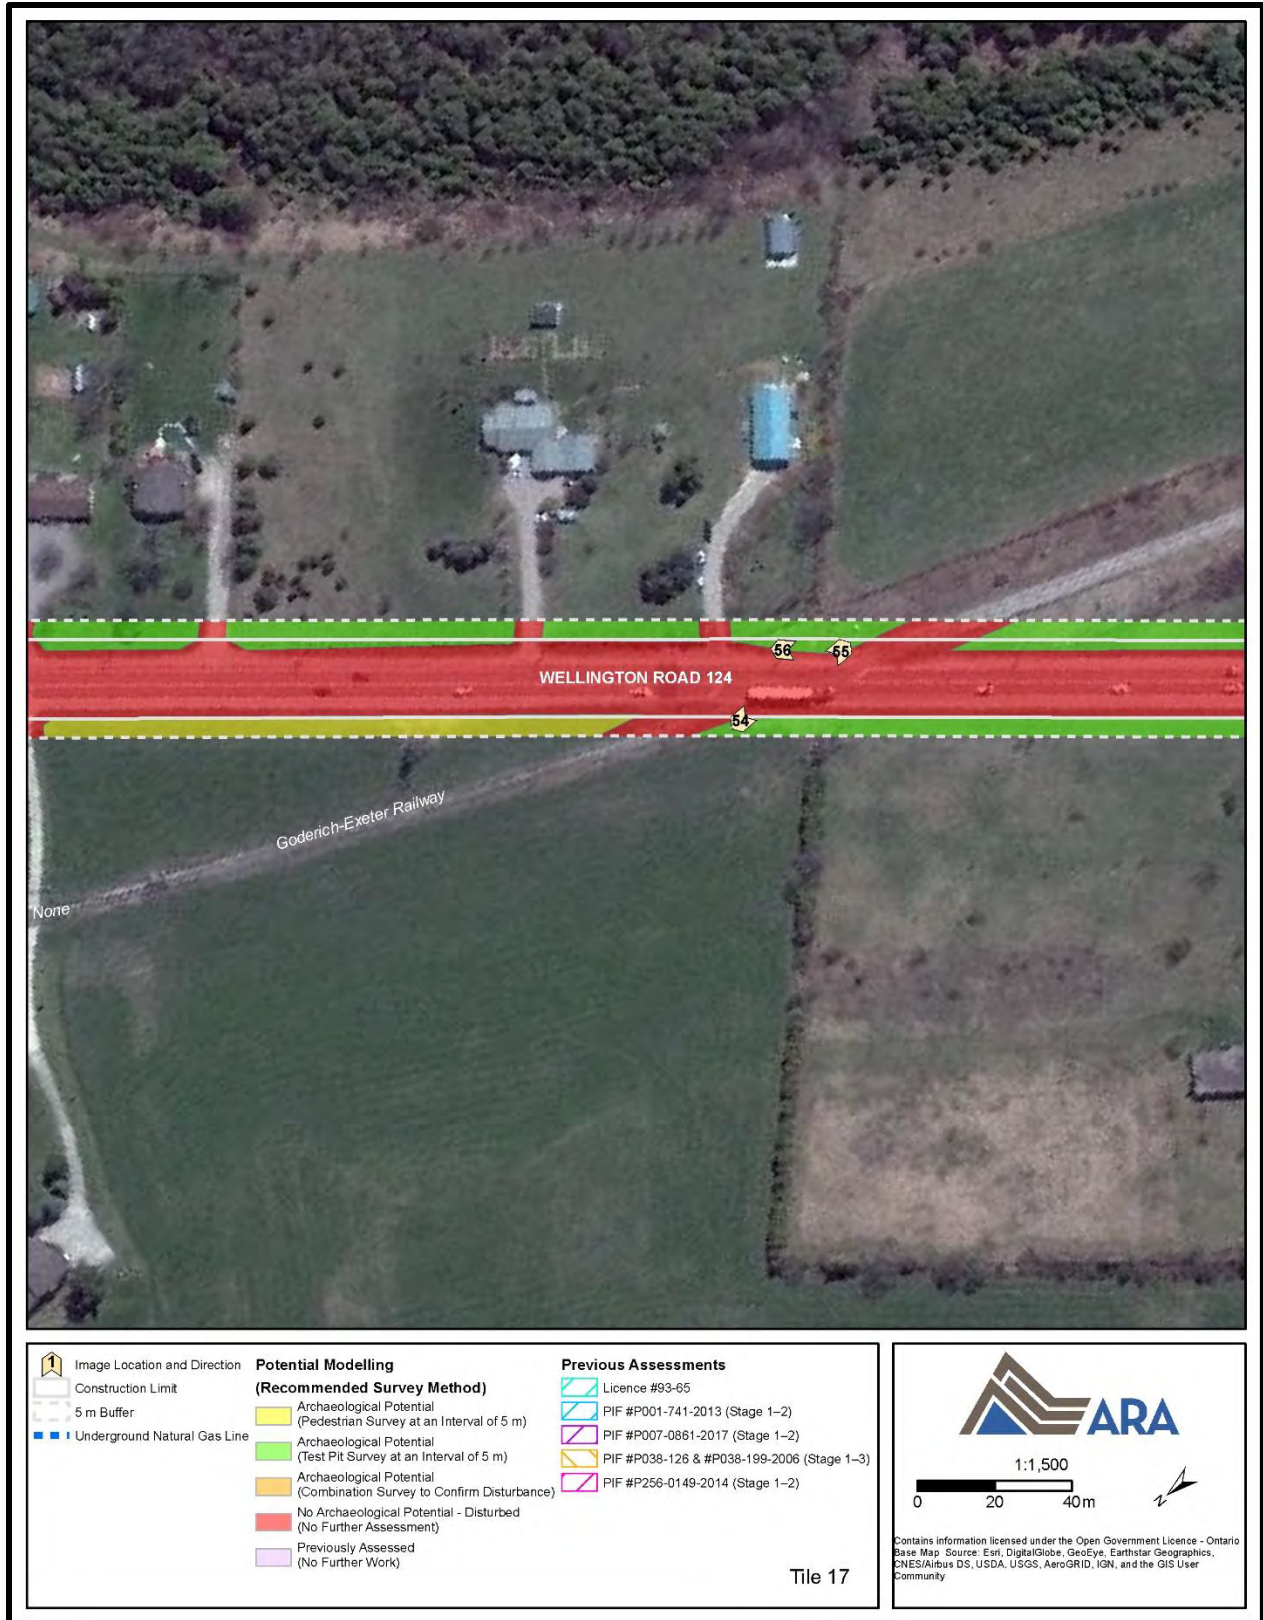 56
55
WELLINGTON ROAD 124
54
Goderich-Exeter Railway
None
1 Image Location and Direction
Construction Limit
5 m Buffer
Underground Natural Gas Line
Potential Modelling
(Recommended Survey Method)
Archaeological Potential
(Pedestrian Survey at an Interval of 5 m)
Archaeological Potential
(Test Pit Survey at an Interval of 5 m)
Archaeological Potential
(Combination Survey to Confirm Disturbance)
No Archaeological Potential - Disturbed
(No Further Assessment)
Previously Assessed
(No Further Work)
Previous Assessments
Licence #93-65
PIF #P001-741-2013 (Stage 1–2)
PIF #P007-0861-2017 (Stage 1–2)
PIF #P038-126 & #P038-199-2006 (Stage 1–3)
PIF #P256-0149-2014 (Stage 1–2)
Tile 17
ARA
1:1,500
0 20 40 m
Z
Contains information licensed under the Open Government Licence - Ontario
Base Map Source: Esri, DigitalGlobe, GeoEye, Earthstar Geographics,
CNES/Airbus DS, USDA, USGS, AeroGRID, IGN, and the GIS User
Community